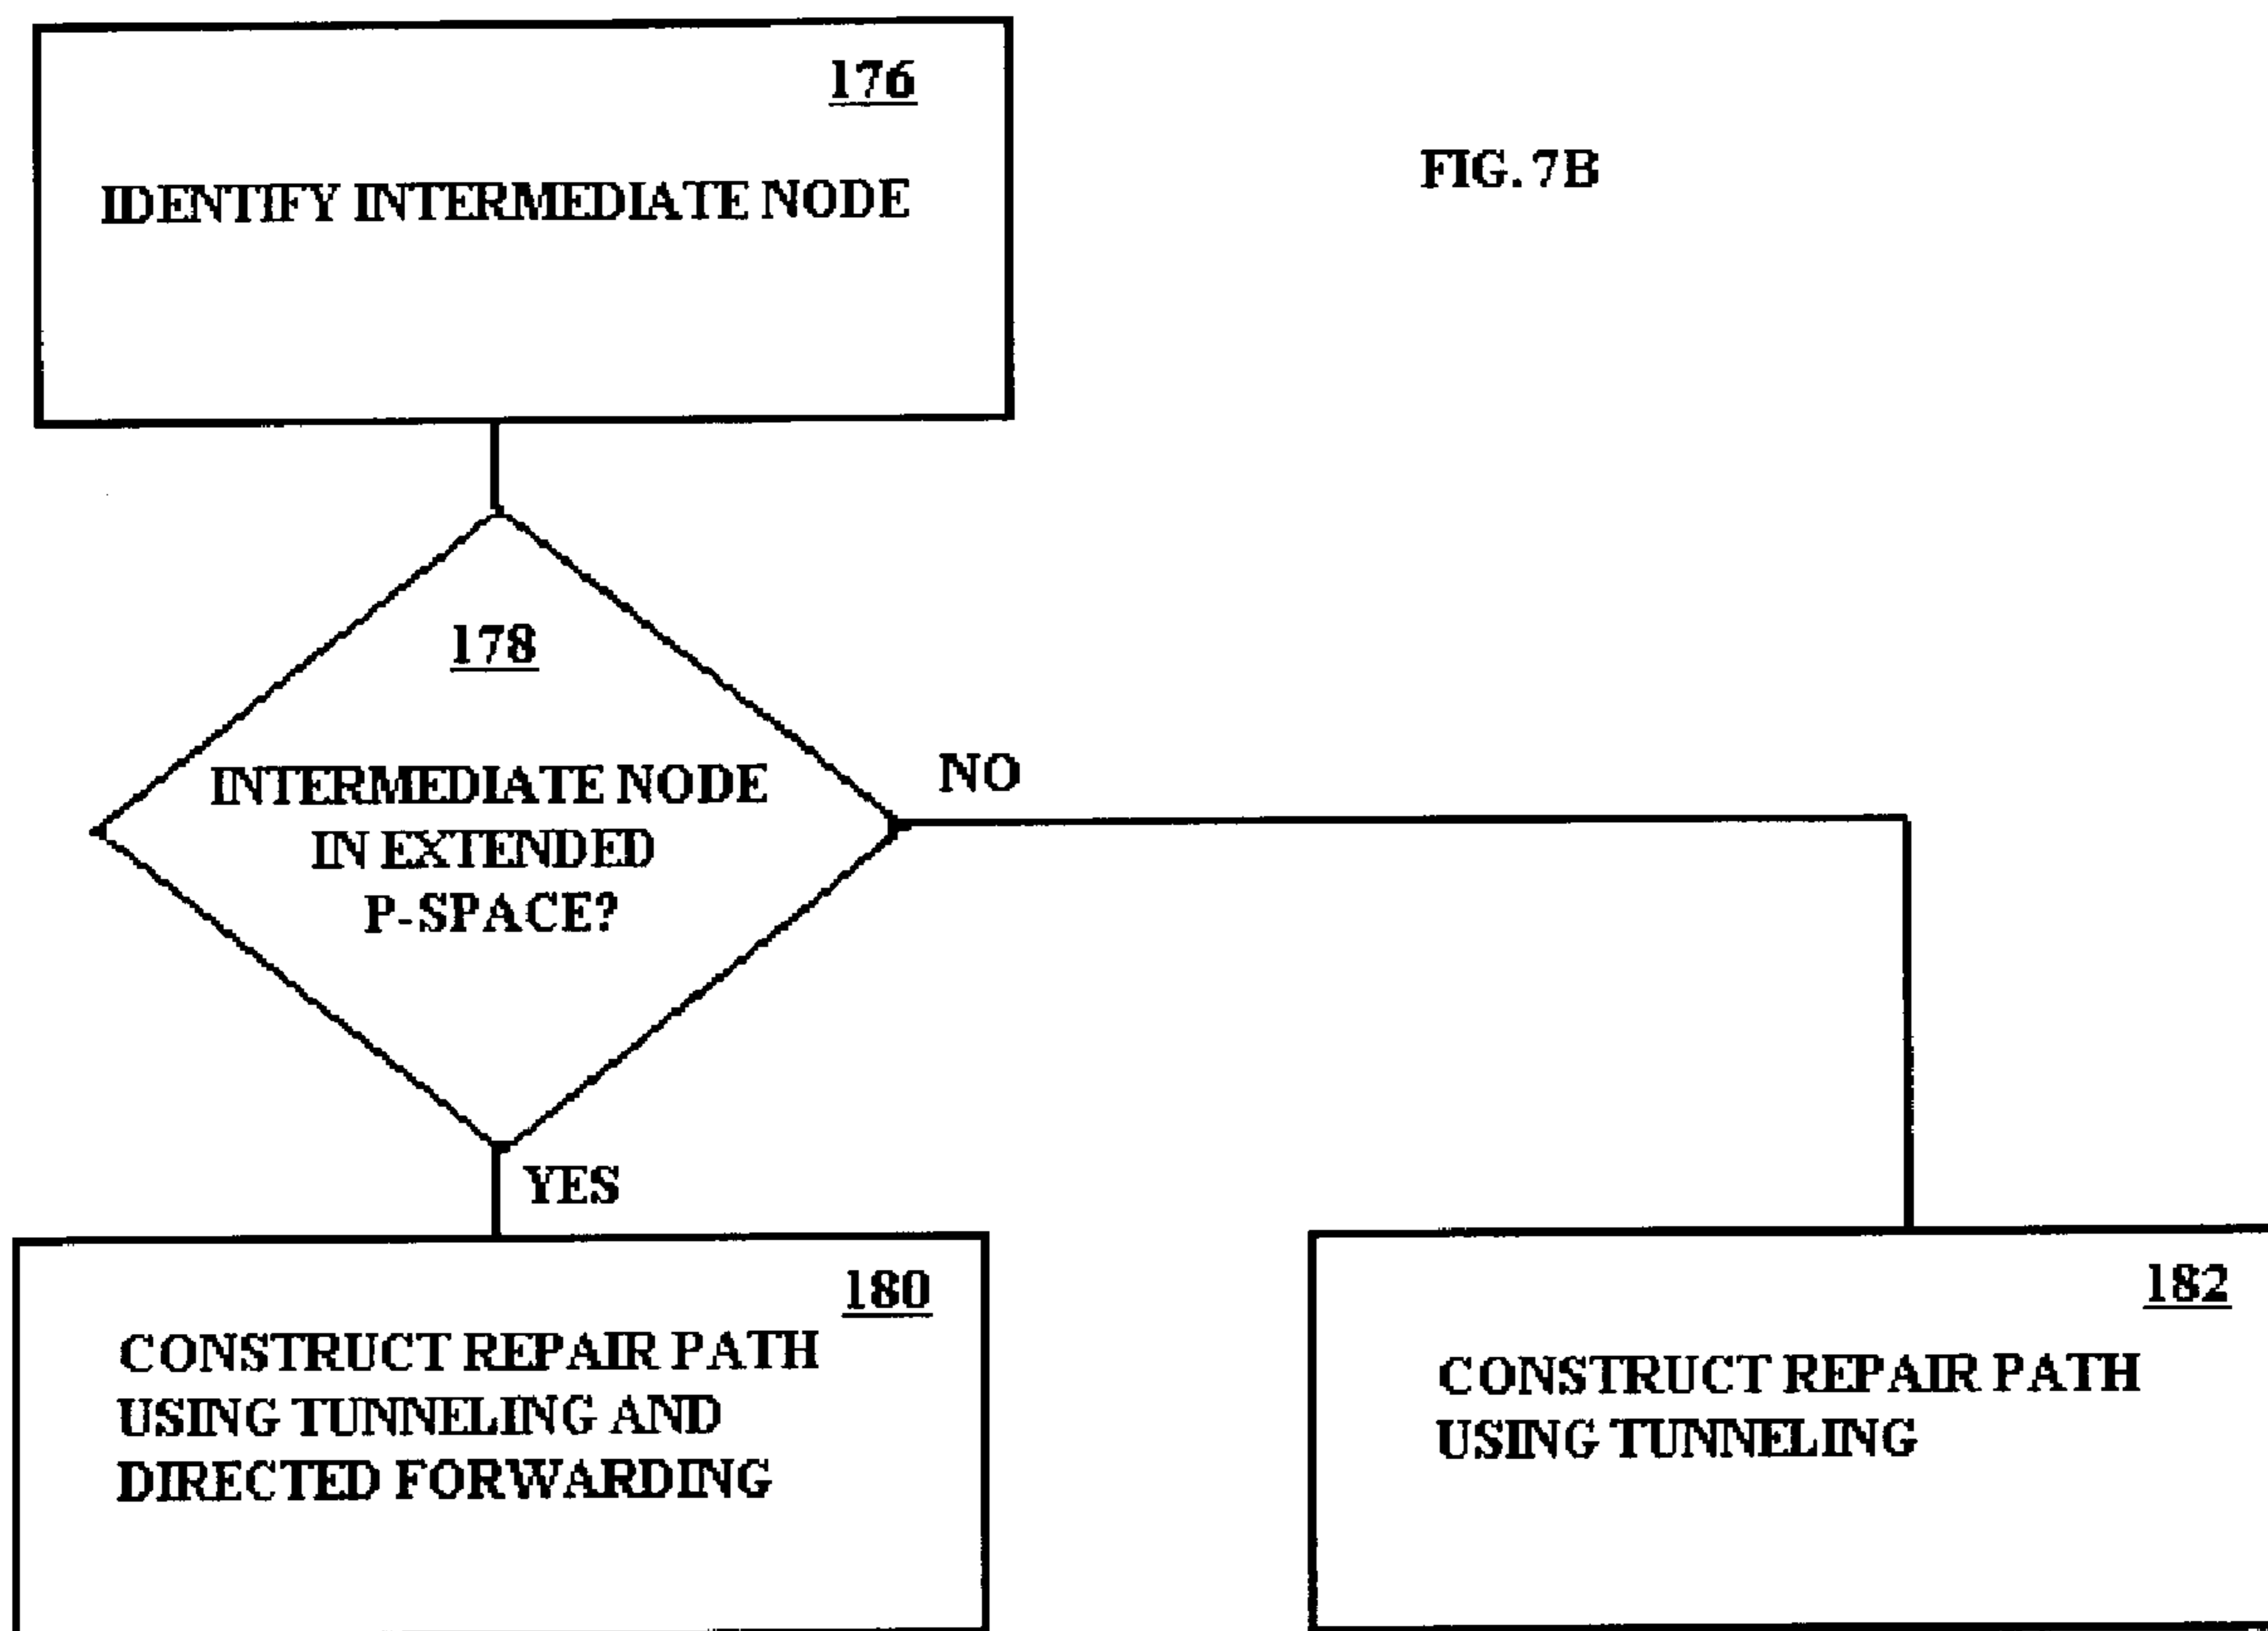 176
IDENTIFY INTERMEDIATE NODE
FIG. 7B
178
INTERMEDIATE NODE
IN EXTENDED
P-SPACE?
NO
YES
180
CONSTRUCT REPAIR PATH
USING TUNNELING AND
DIRECTED FORWARDING
182
CONSTRUCT REPAIR PATH
USING TUNNELING